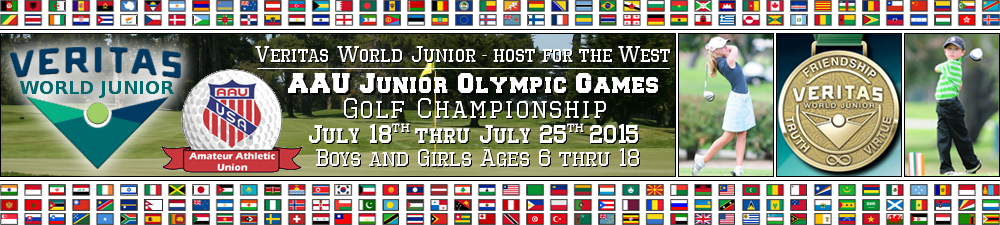 VERITAS
WORLD JUNIOR
AAU
USA
Amateur Athletic
Union
VERITAS WORLD JUNIOR - HOST FOR THE WEST
AAU JUNIOR OLYMPIC GAMES
GOLF CHAMPIONSHIP
JULY 18TH THRU JULY 25TH 2015
BOYS AND GIRLS AGES 6 THRU 18
FRIENDSHIP
VERITAS
WORLD JUNIOR
TRUTH
VIRTUE